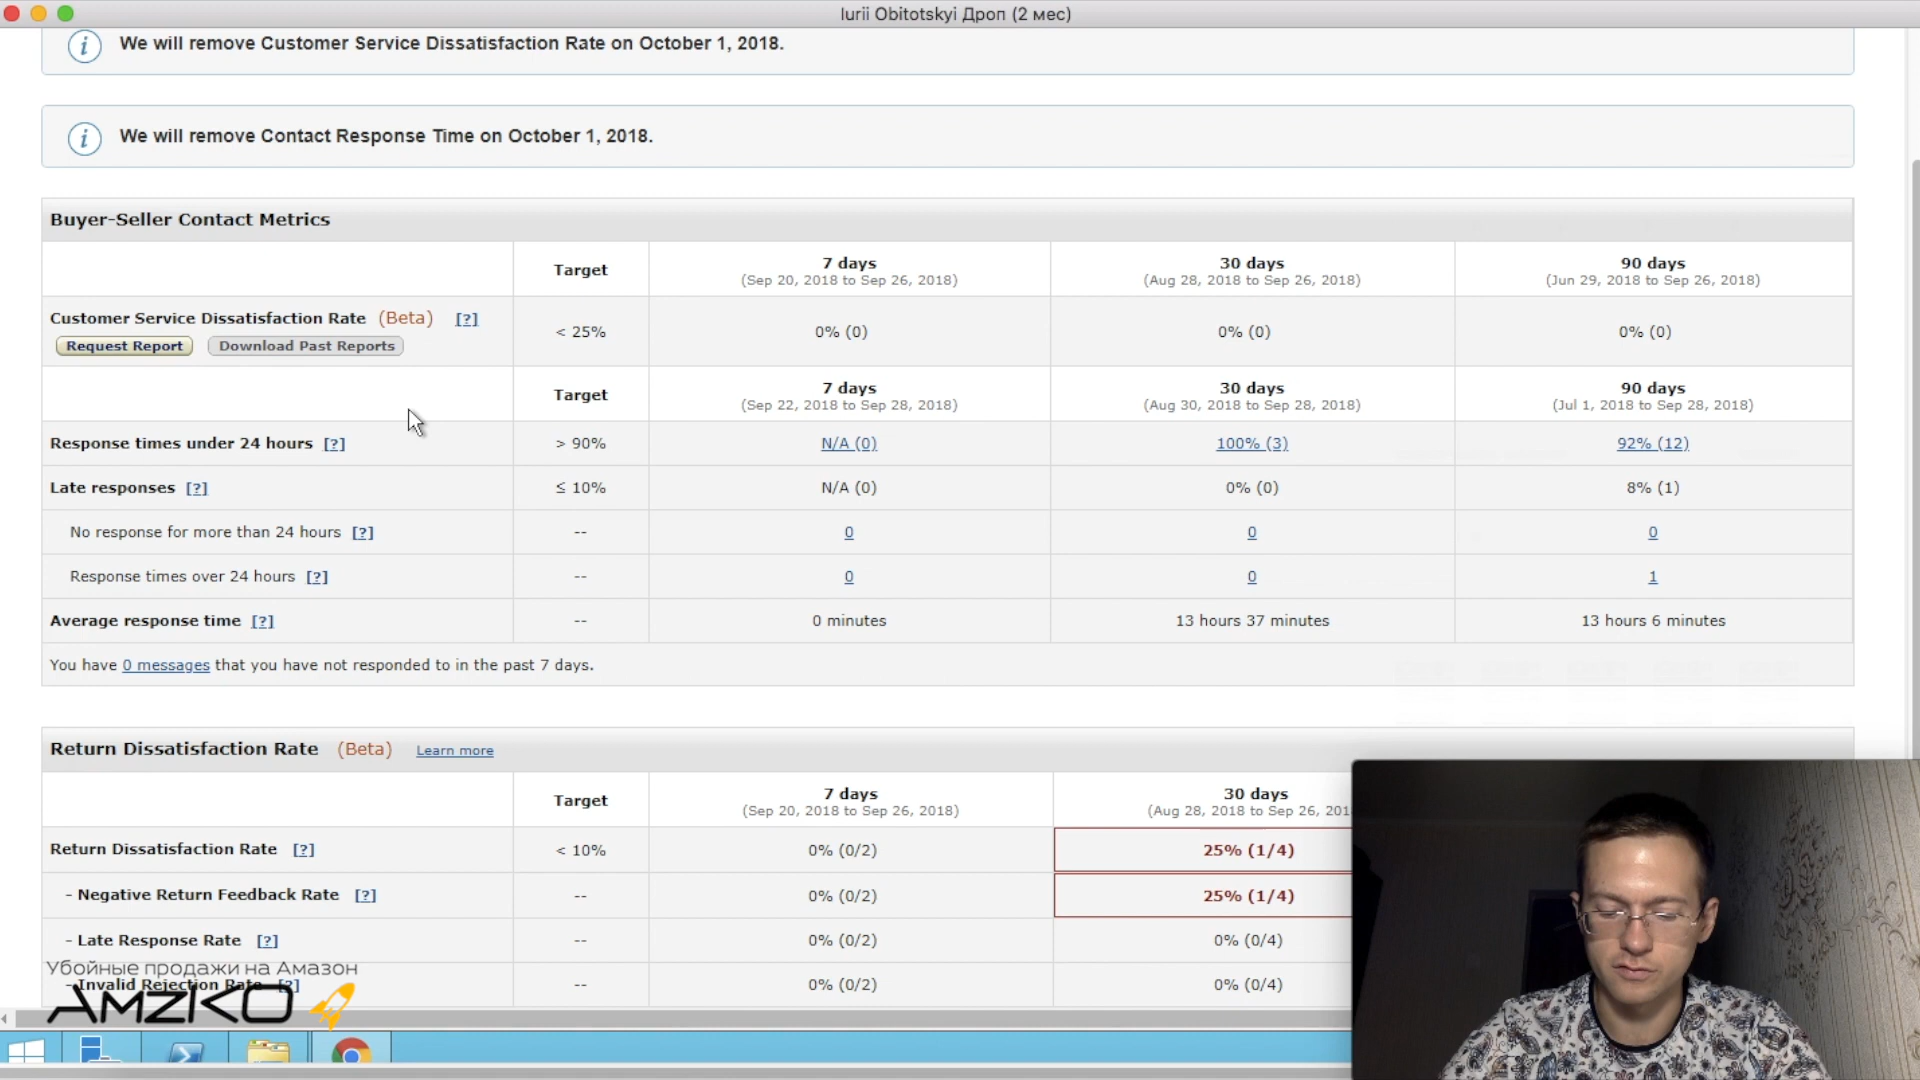 Iurii Obitotskyi Дроп (2 мес)
We will remove Customer Service Dissatisfaction Rate on October 1, 2018.
We will remove Contact Response Time on October 1, 2018.
Buyer-Seller Contact Metrics
Target 7 days 30 days 90 days
(Sep 20, 2018 to Sep 26, 2018) (Aug 28, 2018 to Sep 26, 2018) (Jun 29, 2018 to Sep 26, 2018)
Customer Service Dissatisfaction Rate (Beta) [?] < 25% 0% (0) 0% (0) 0% (0)
Request Report Download Past Reports
Target 7 days 30 days 90 days
(Sep 22, 2018 to Sep 28, 2018) (Aug 30, 2018 to Sep 28, 2018) (Jul 1, 2018 to Sep 28, 2018)
Response times under 24 hours [?] > 90% N/A (0) 100% (3) 92% (12)
Late responses [?] ≤ 10% N/A (0) 0% (0) 8% (1)
No response for more than 24 hours [?] -- 0 0 0
Response times over 24 hours [?] -- 0 0 1
Average response time [?] -- 0 minutes 13 hours 37 minutes 13 hours 6 minutes
You have 0 messages that you have not responded to in the past 7 days.
Return Dissatisfaction Rate (Beta) Learn more
Target 7 days 30 days
(Sep 20, 2018 to Sep 26, 2018) (Aug 28, 2018 to Sep 26, 201
Return Dissatisfaction Rate [?] < 10% 0% (0/2) 25% (1/4)
- Negative Return Feedback Rate [?] -- 0% (0/2) 25% (1/4)
- Late Response Rate [?] -- 0% (0/2) 0% (0/4)
Убойные продажи на Амазон
- Invalid Rejection Rate [?] -- 0% (0/2) 0% (0/4)
AMZIKO